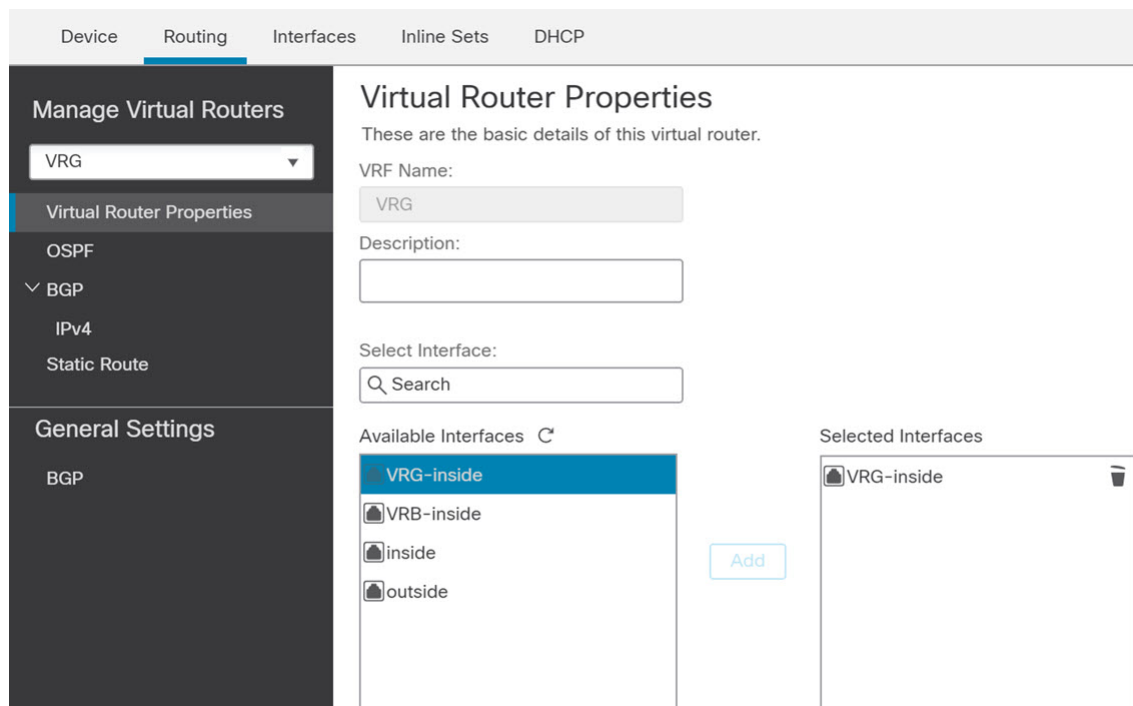 Device Routing Interfaces Inline Sets DHCP
Manage Virtual Routers
VRG
Virtual Router Properties
OSPF
BGP
IPv4
Static Route
General Settings
BGP
Virtual Router Properties
These are the basic details of this virtual router.
VRF Name:
VRG
Description:
Select Interface:
Search
Available Interfaces
VRG-inside
VRB-inside
inside
outside
Add
Selected Interfaces
VRG-inside